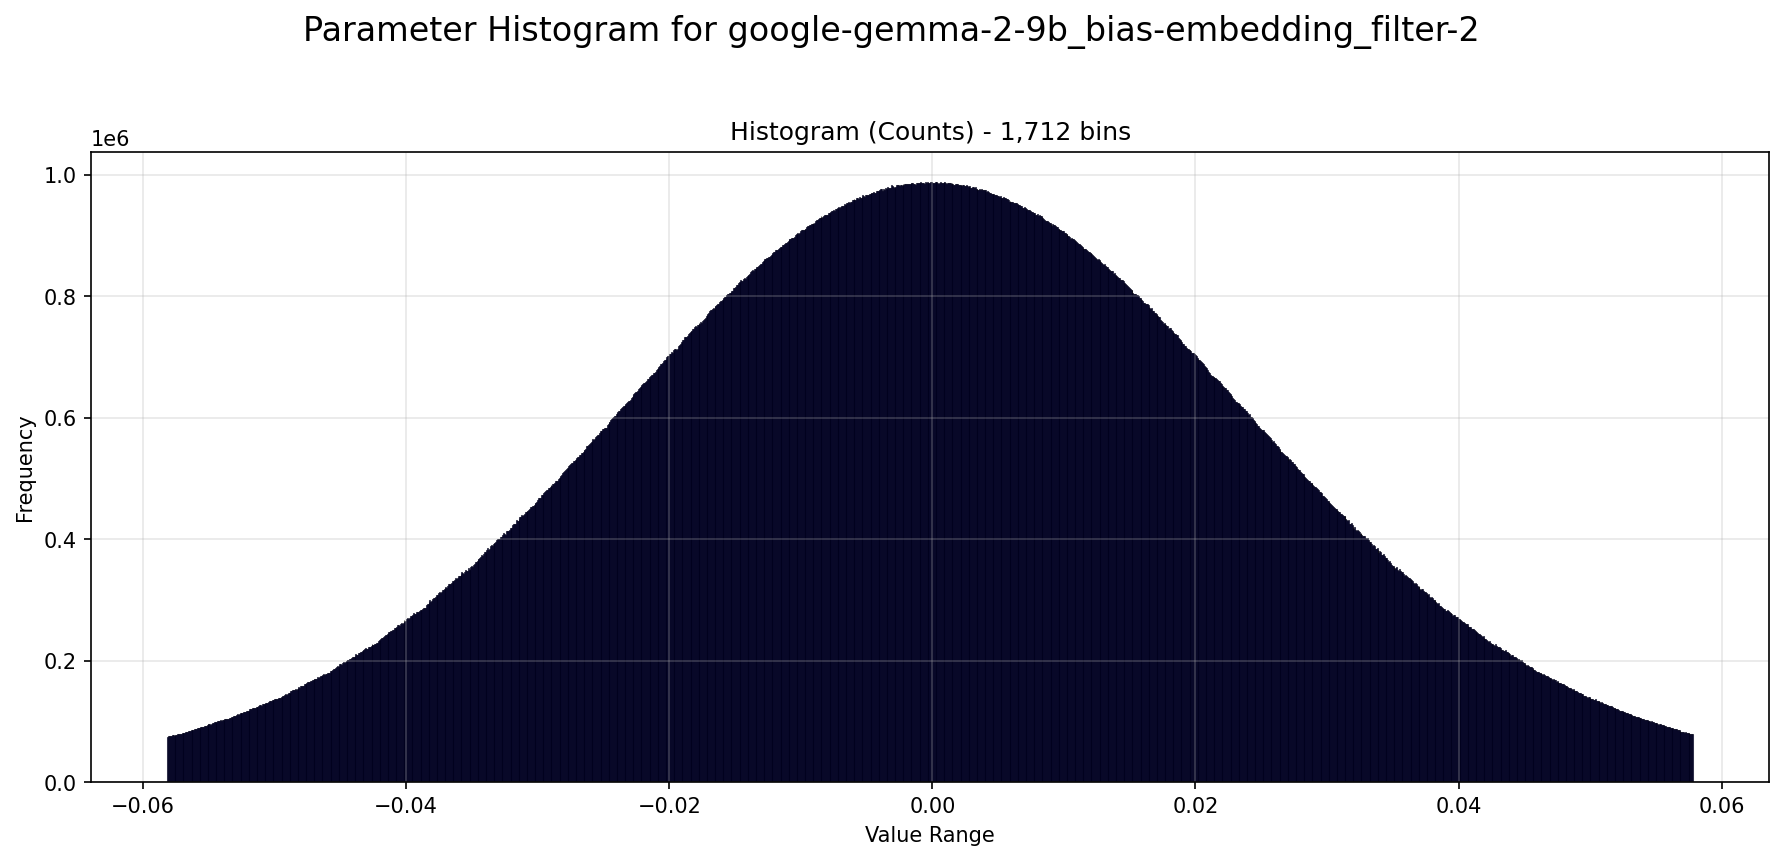 Parameter Histogram for google-gemma-2-9b_bias-embedding_filter-2
Histogram (Counts) - 1,712 bins
1e6
1.0
0.8
0.6
0.4
0.2
0.0
Frequency
−0.06 −0.04 −0.02 0.00 0.02 0.04 0.06
Value Range